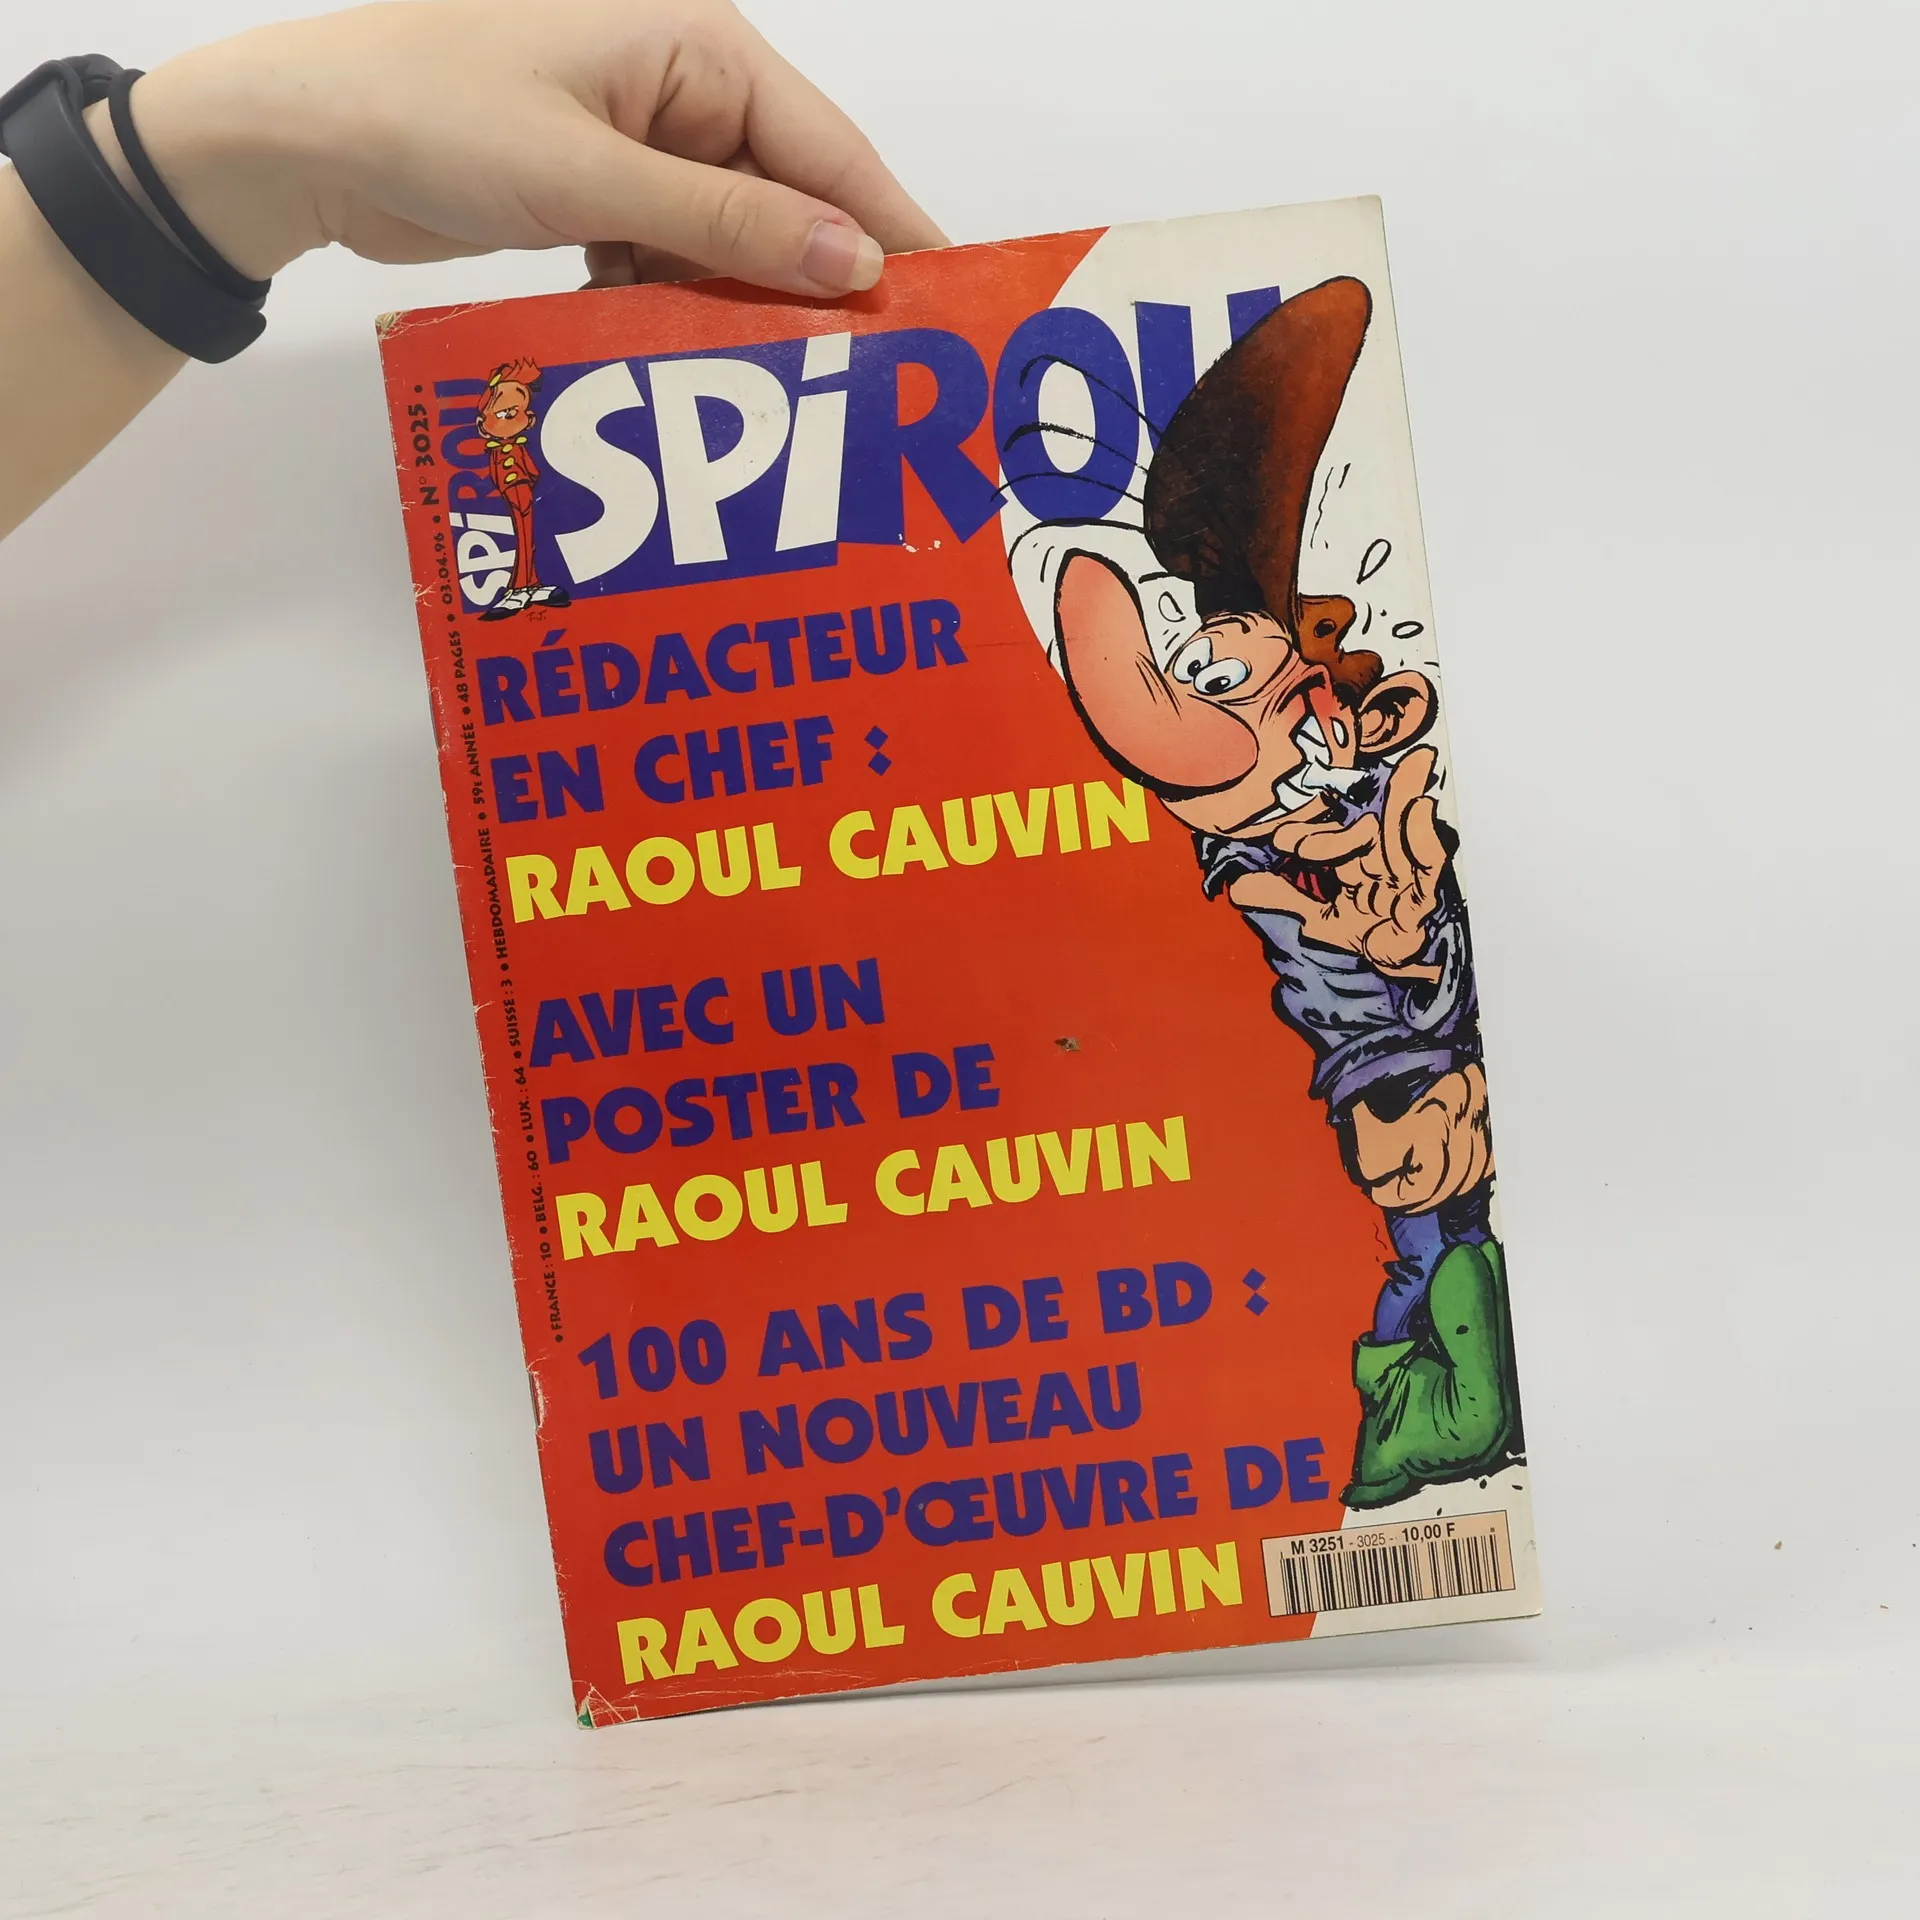 SPiROU
SPiROU
• FRANCE : 10 • BELG. : 60 • LUX. : 64 • SUISSE : 3 • HEBDOMADAIRE • 59E ANNÉE • 48 PAGES • 03.04.96 • N° 3025 •
RÉDACTEUR
EN CHEF :
RAOUL CAUVIN
AVEC UN
POSTER DE
RAOUL CAUVIN
100 ANS DE BD :
UN NOUVEAU
CHEF-D'ŒUVRE DE
RAOUL CAUVIN
M 3251 - 3025 - 10,00 F